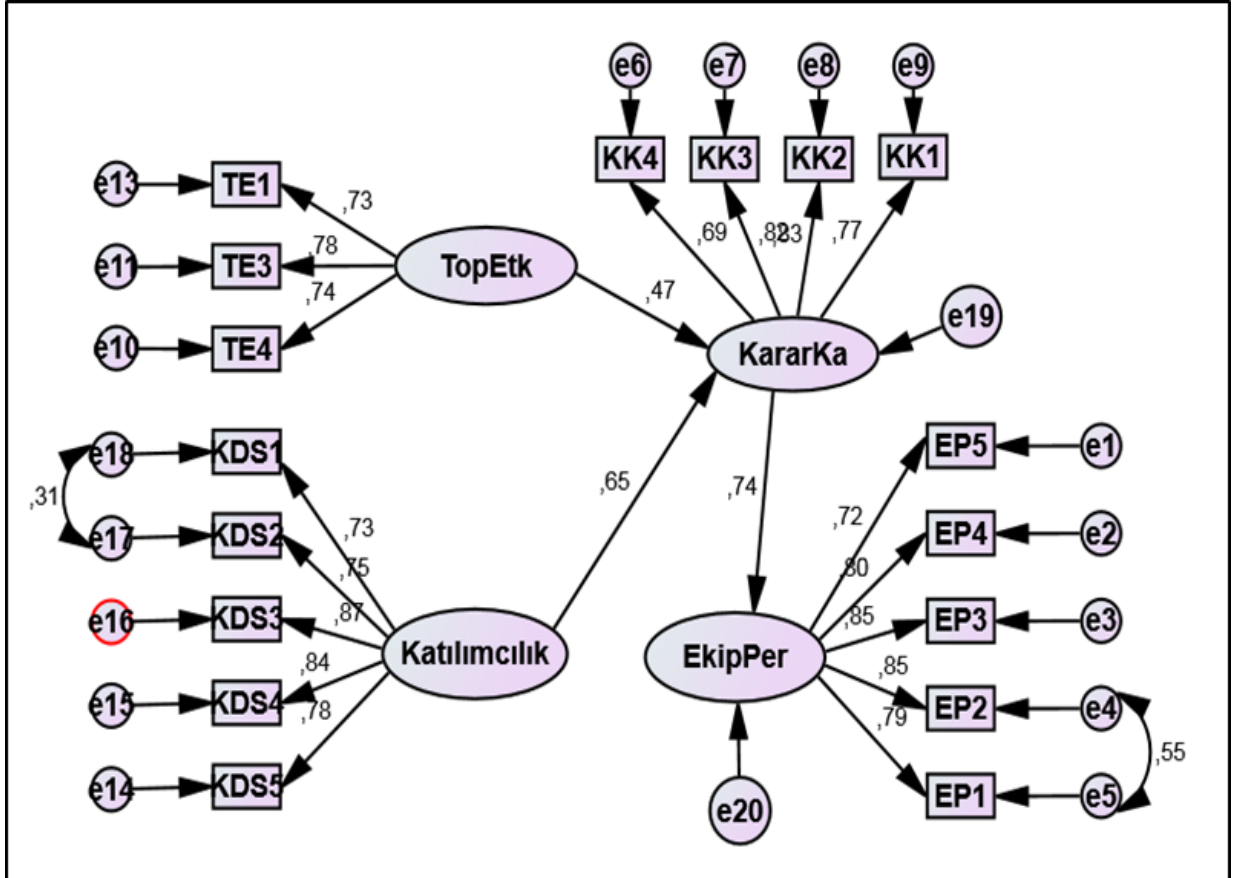 e6
e7
e8
e9
KK4
KK3
KK2
KK1
,69
,82
,83
,77
e13
TE1
,73
e11
TE3
,78
e10
TE4
,74
TopEtk
,47
KararKa
e19
e18
KDS1
,73
,31
e17
KDS2
,75
e16
KDS3
,87
e15
KDS4
,84
e14
KDS5
,78
Katılımcılık
,65
,74
EkipPer
e20
EP5
e1
,72
EP4
e2
,80
EP3
e3
,85
EP2
e4
,85
EP1
e5
,79
,55